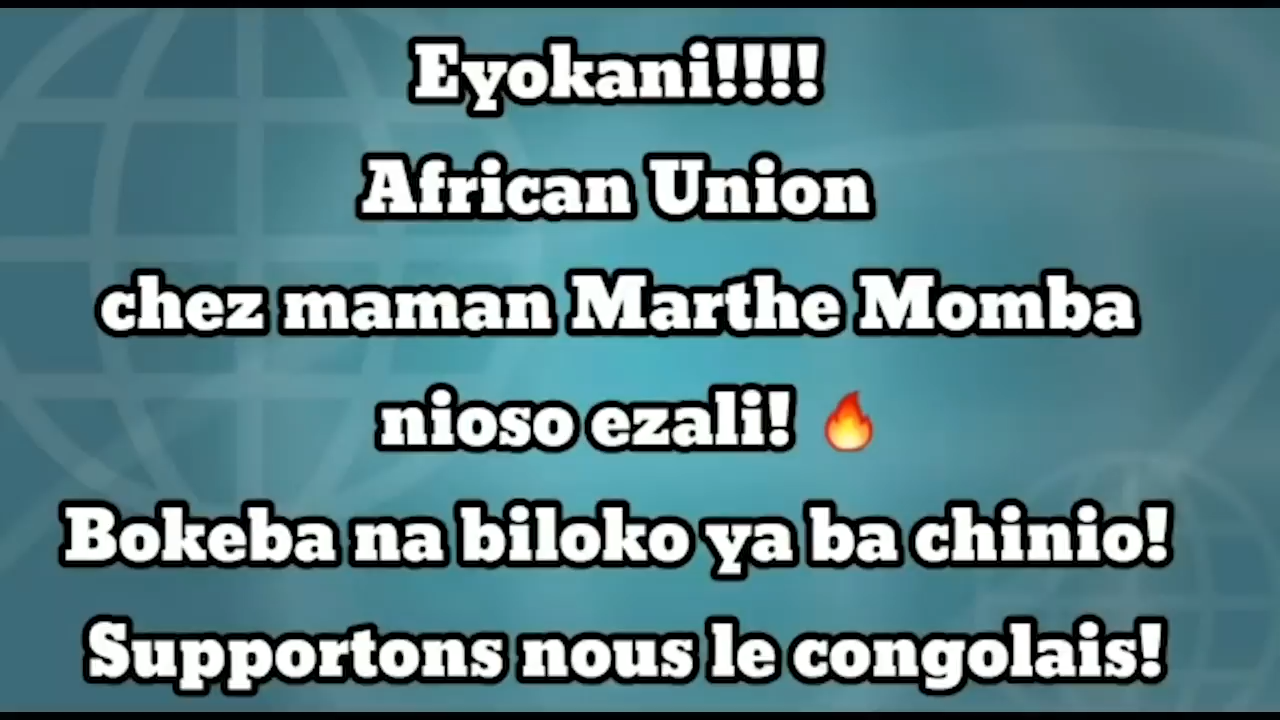 Eyokani!!!!
African Union
chez maman Marthe Momba
nioso ezali! 🔥
Bokeba na biloko ya ba chinio!
Supportons nous le congolais!